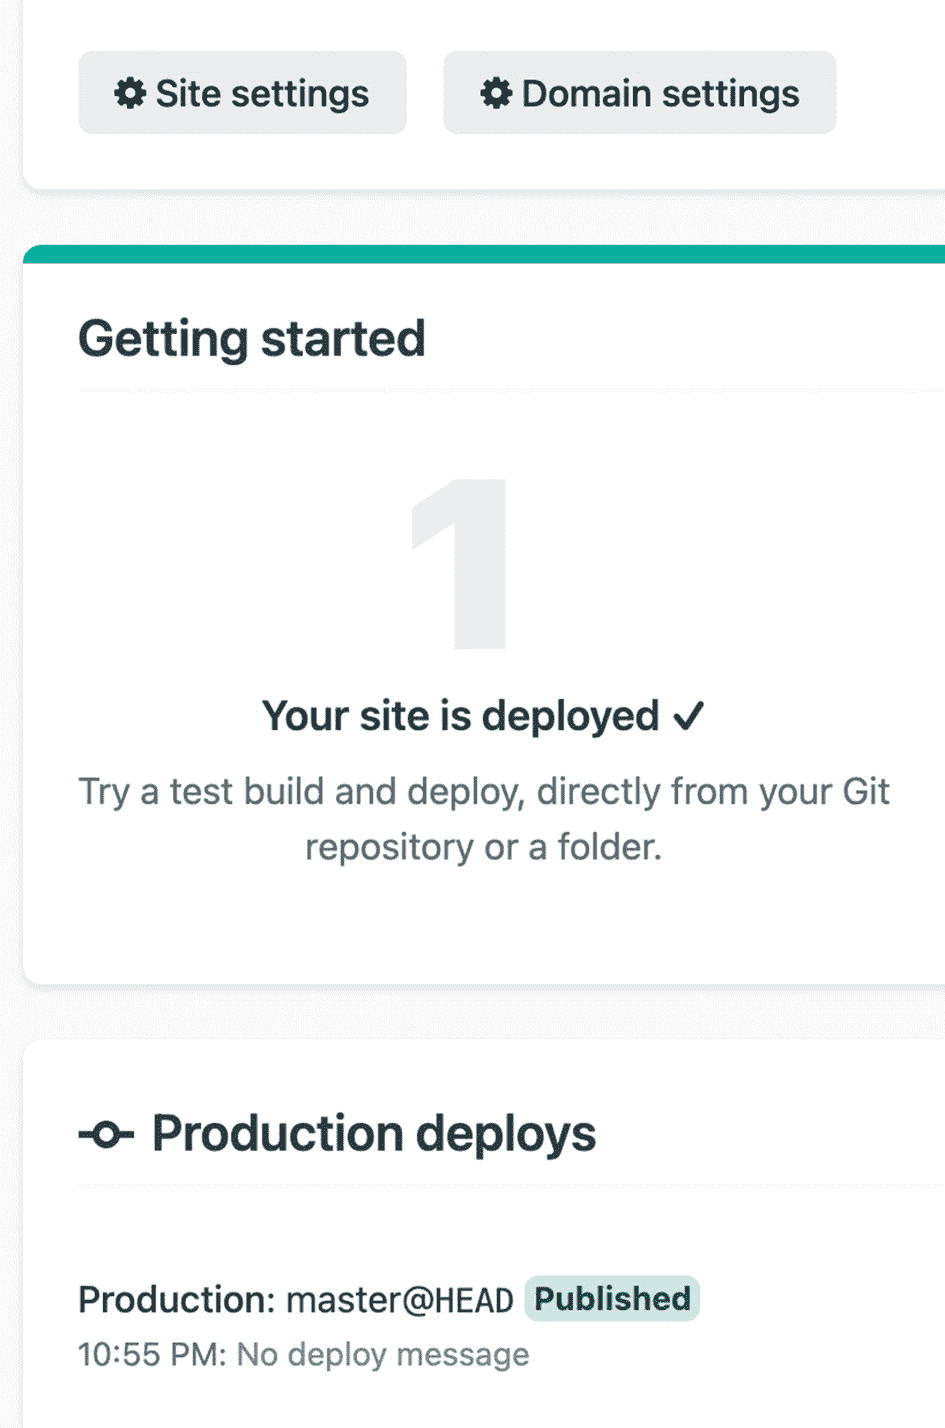 Site settings
Domain settings
Getting started
1
Your site is deployed ✓
Try a test build and deploy, directly from your Git
repository or a folder.
Production deploys
Production: master@HEAD Published
10:55 PM: No deploy message